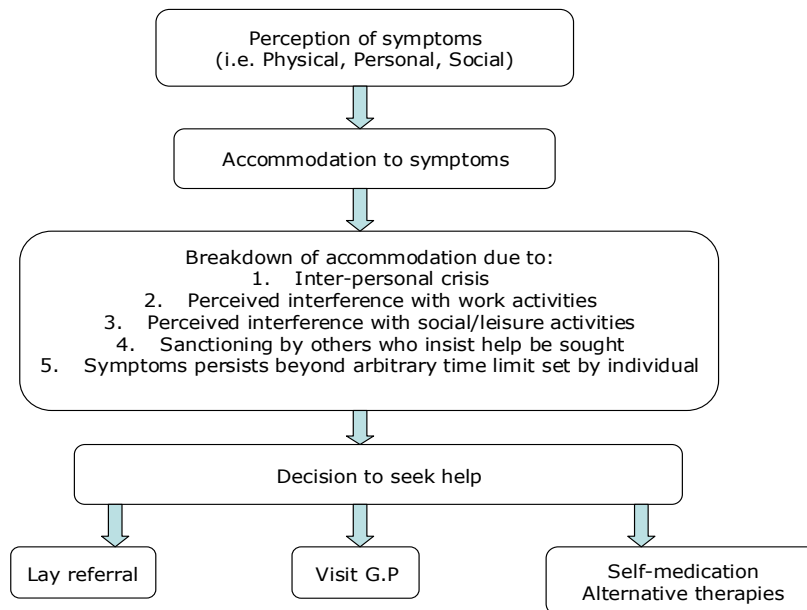 Perception of symptoms
(i.e. Physical, Personal, Social)
Accommodation to symptoms
Breakdown of accommodation due to:
1. Inter-personal crisis
2. Perceived interference with work activities
3. Perceived interference with social/leisure activities
4. Sanctioning by others who insist help be sought
5. Symptoms persists beyond arbitrary time limit set by individual
Decision to seek help
Lay referral
Visit G.P
Self-medication
Alternative therapies